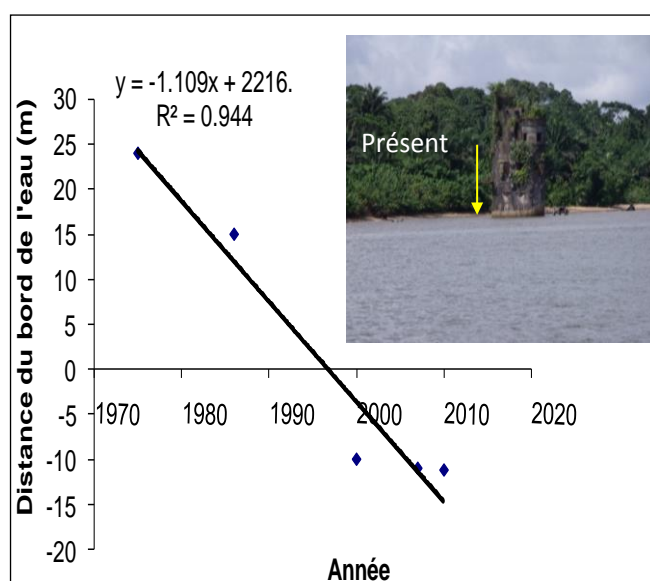 y = -1.109x + 2216.
R² = 0.944
Distance du bord de l'eau (m)
30
25
20
15
10
5
0
-5
-10
-15
-20
1970 1980 1990 2000 2010 2020
Année
Présent